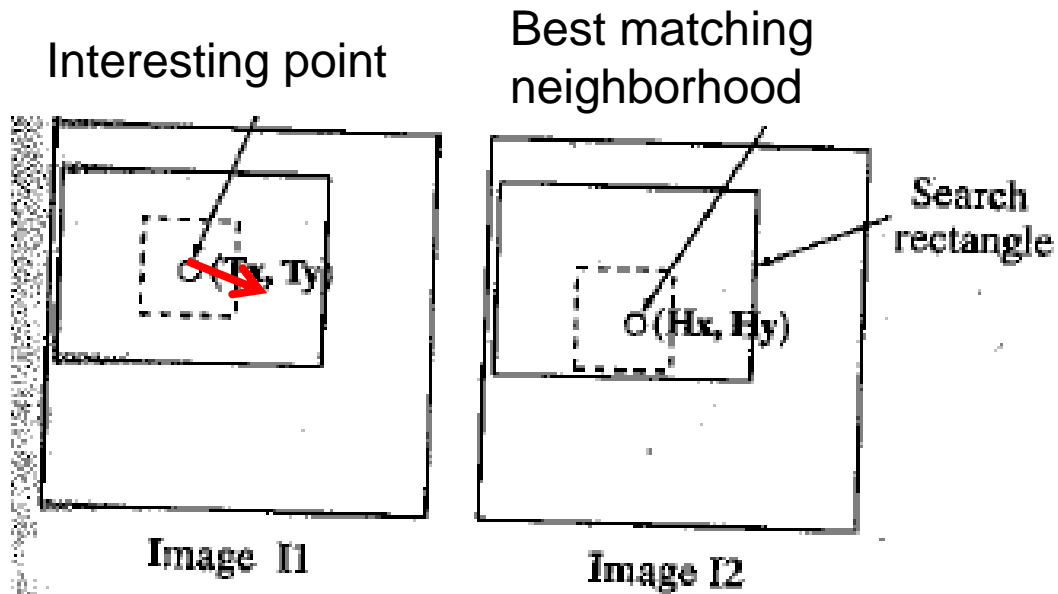 Interesting point
Best matching
neighborhood
(Tx, Ty)
(Hx, Hy)
Search
rectangle
Image I1
Image I2